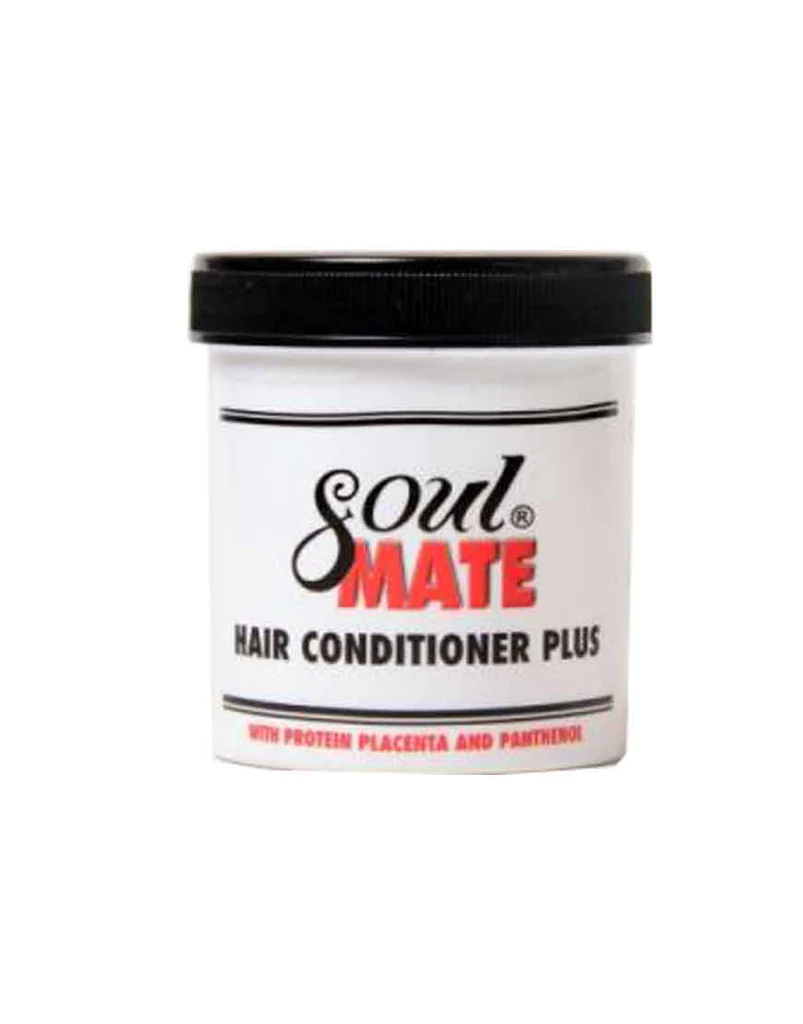 Soul®
MATE
HAIR CONDITIONER PLUS
WITH PROTEIN PLACENTA AND PANTHENOL